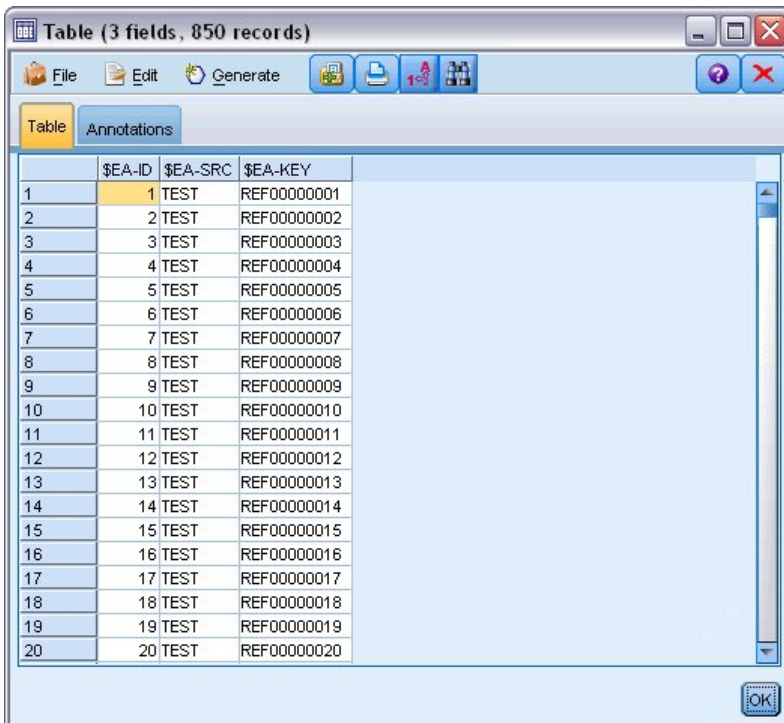 Table (3 fields, 850 records)
File Edit Generate
Table Annotations
$EA-ID $EA-SRC $EA-KEY
1 1 TEST REF00000001
2 2 TEST REF00000002
3 3 TEST REF00000003
4 4 TEST REF00000004
5 5 TEST REF00000005
6 6 TEST REF00000006
7 7 TEST REF00000007
8 8 TEST REF00000008
9 9 TEST REF00000009
10 10 TEST REF00000010
11 11 TEST REF00000011
12 12 TEST REF00000012
13 13 TEST REF00000013
14 14 TEST REF00000014
15 15 TEST REF00000015
16 16 TEST REF00000016
17 17 TEST REF00000017
18 18 TEST REF00000018
19 19 TEST REF00000019
20 20 TEST REF00000020
OK